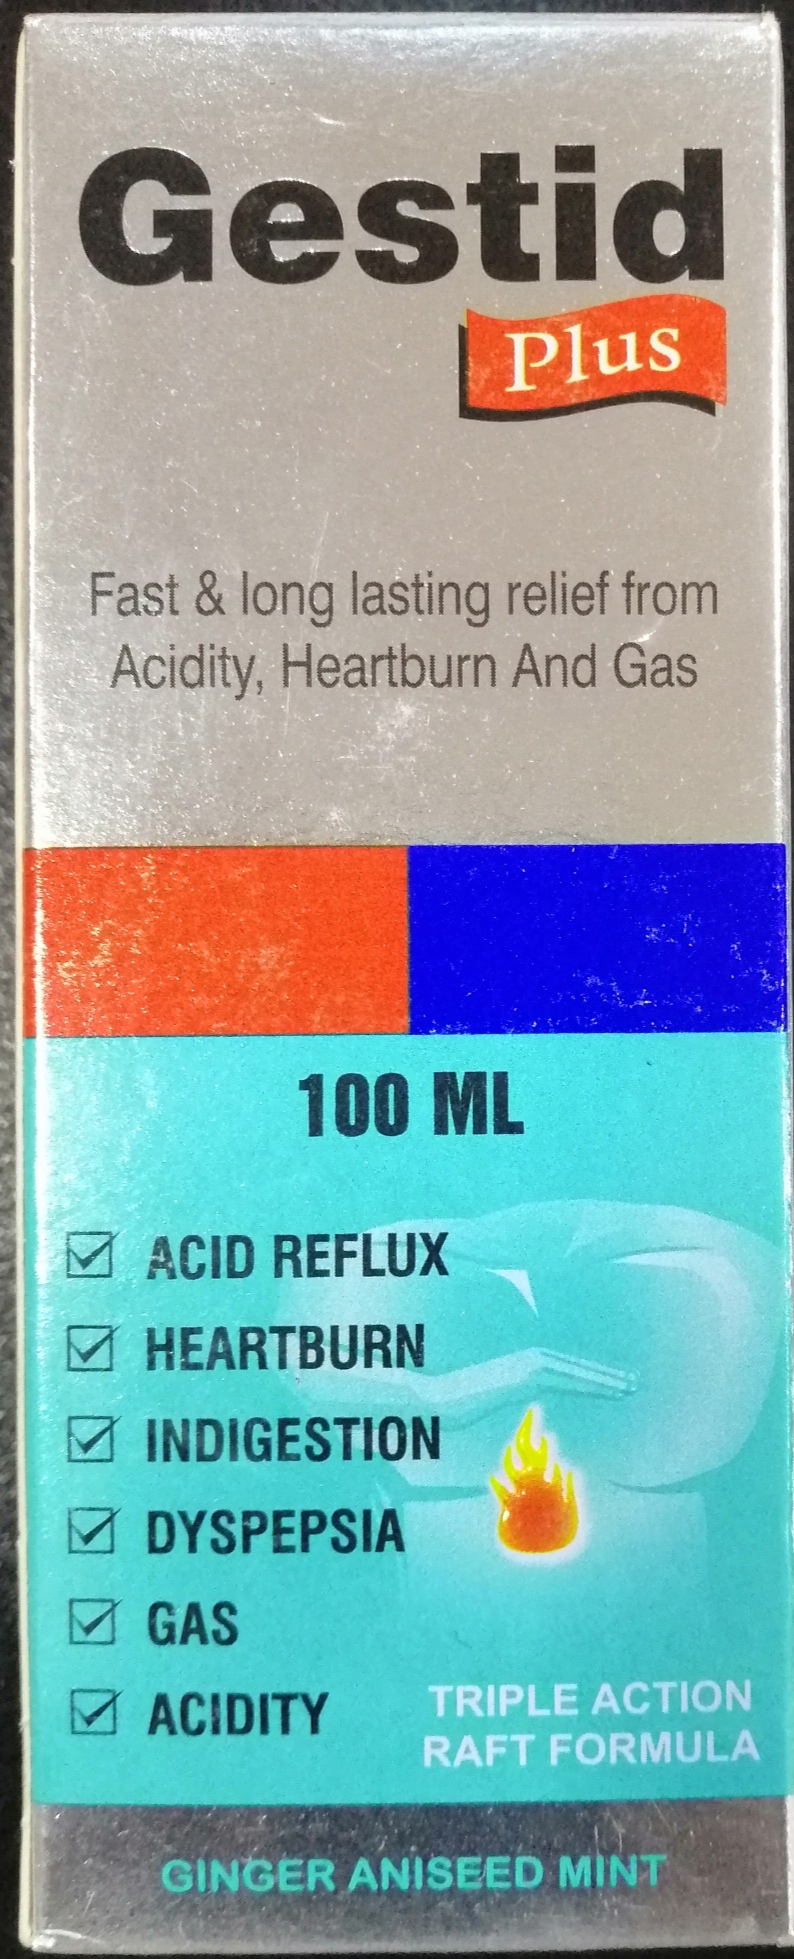 Gestid
Plus
Fast & long lasting relief from
Acidity, Heartburn And Gas
100 ML
ACID REFLUX
HEARTBURN
INDIGESTION
DYSPEPSIA
GAS
ACIDITY
TRIPLE ACTION
RAFT FORMULA
GINGER ANISEED MINT